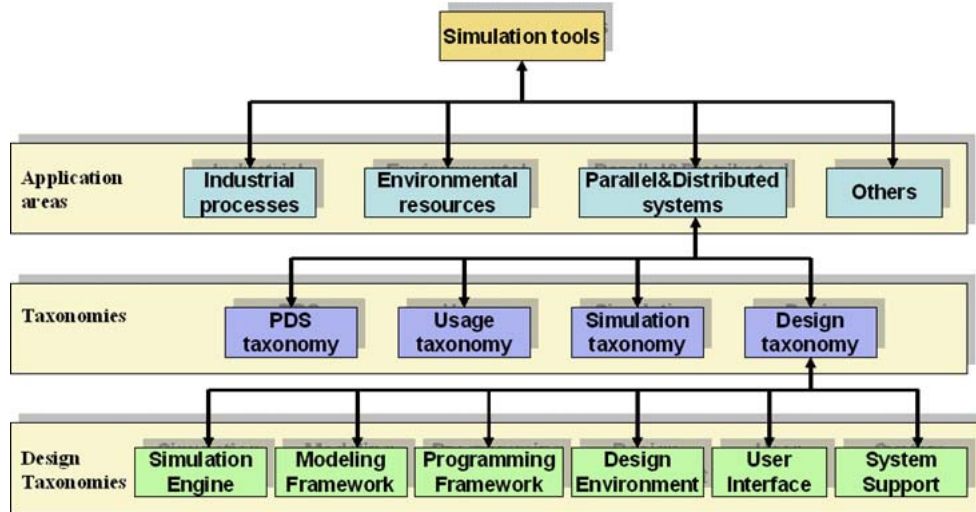 Simulation tools
Application
areas
Industrial
processes
Environmental
resources
Parallel&Distributed
systems
Others
Taxonomies
PDS
taxonomy
Usage
taxonomy
Simulation
taxonomy
Design
taxonomy
Design
Taxonomies
Simulation
Engine
Modeling
Framework
Programming
Framework
Design
Environment
User
Interface
System
Support